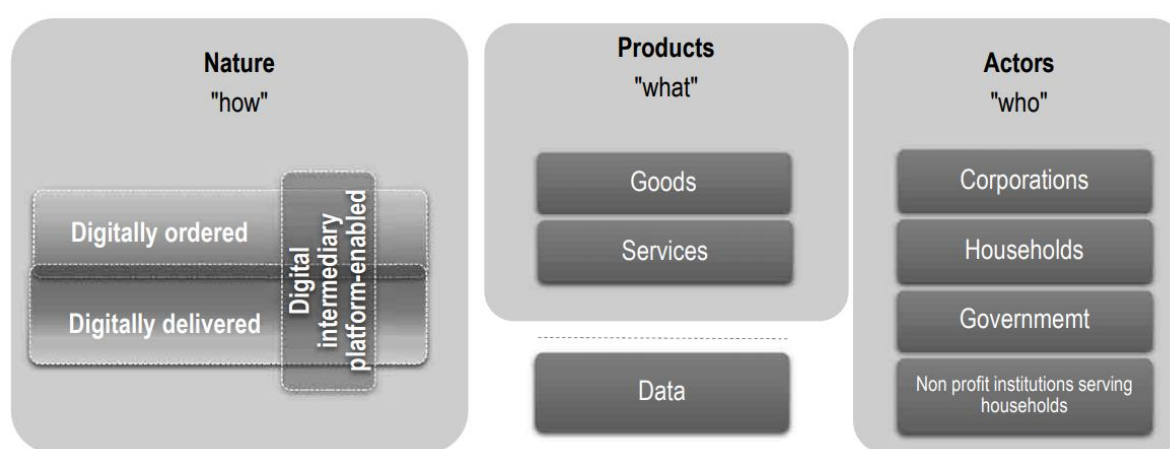 Nature
"how"
Digitally ordered
Digitally delivered
Digital
intermediary
platform-enabled
Products
"what"
Goods
Services
Data
Actors
"who"
Corporations
Households
Governmemt
Non profit institutions serving
households